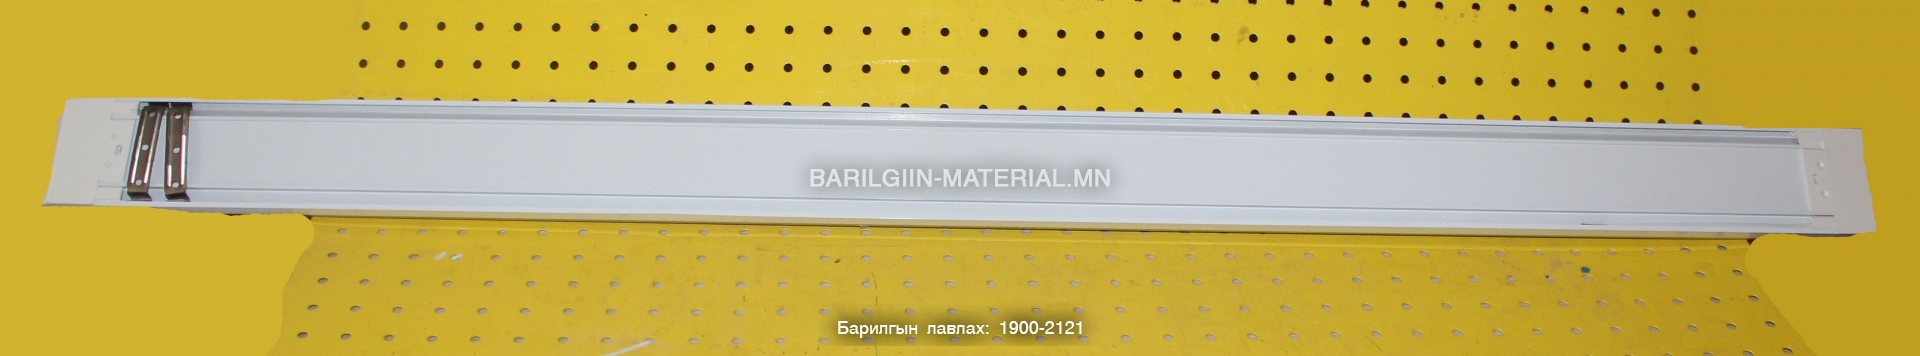 BARILGIIN-MATERIAL.MN
Барилгын лавлах: 1900-2121